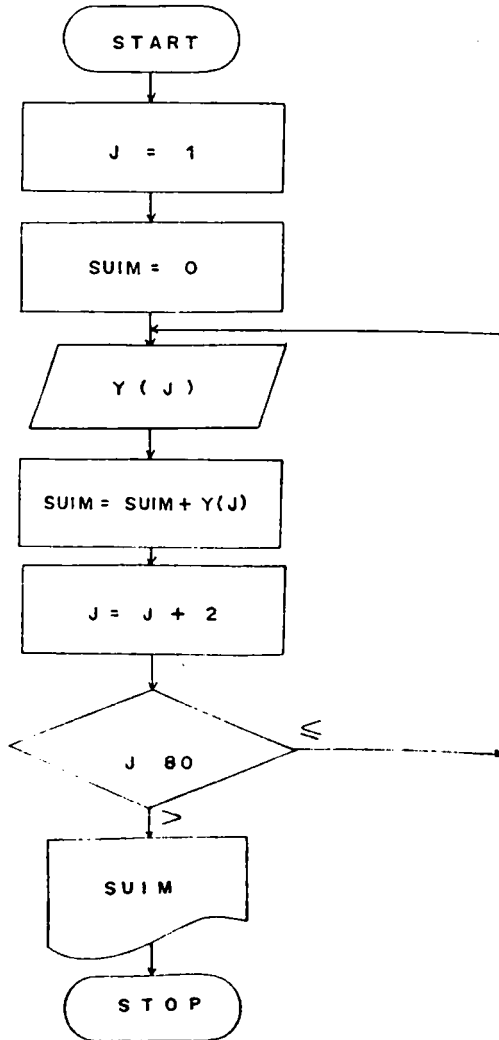 START
J = 1
SUIM = 0
Y ( J )
SUIM = SUIM + Y(J)
J = J + 2
≤
J 80
>
SUIM
STOP